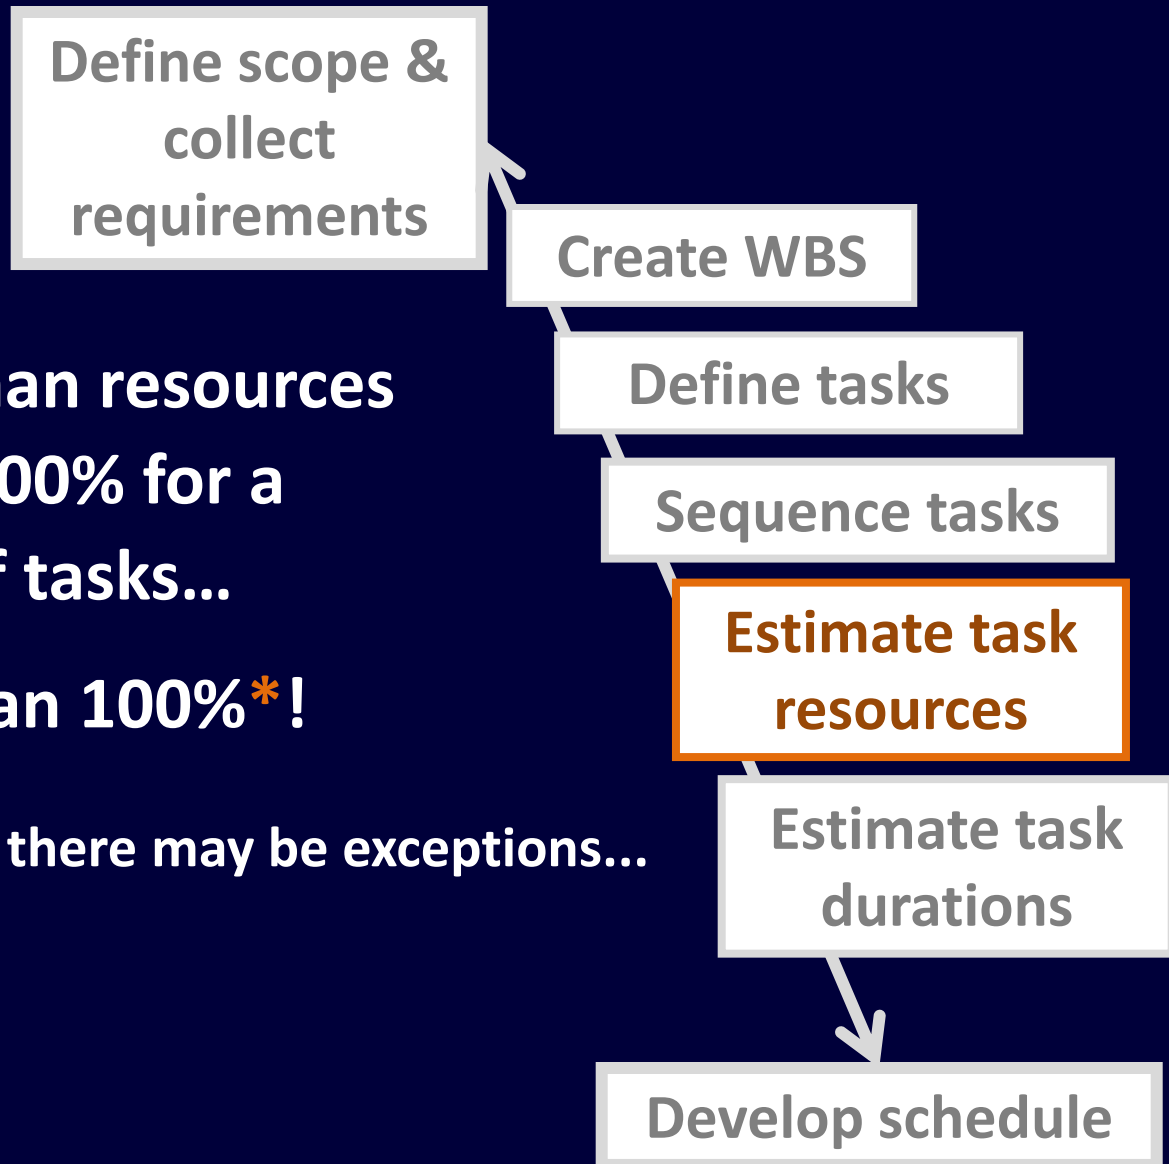 Define scope &
collect
requirements
Create WBS
Define tasks
Sequence tasks
Estimate task
resources
Estimate task
durations
Develop schedule
an resources
00% for a
f tasks...
an 100%*!
there may be exceptions...